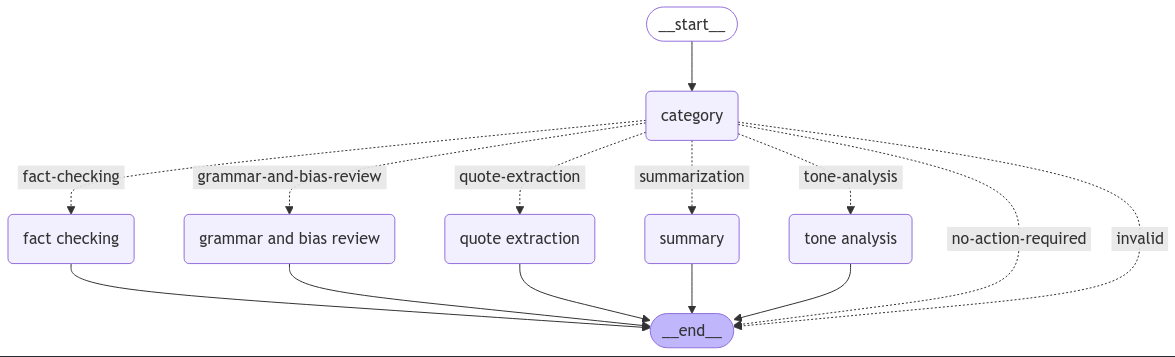 __start__
category
fact-checking
grammar-and-bias-review
quote-extraction
summarization
tone-analysis
fact checking
grammar and bias review
quote extraction
summary
tone analysis
no-action-required
invalid
__end__